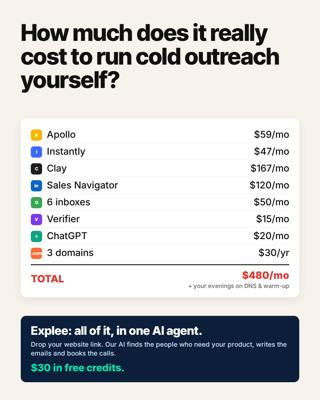 How much does it really
cost to run cold outreach
yourself?
Apollo $59/mo
Instantly $47/mo
Clay $167/mo
Sales Navigator $120/mo
6 inboxes $50/mo
Verifier $15/mo
ChatGPT $20/mo
3 domains $30/yr
TOTAL $480/mo
+ your evenings on DNS & warm-up
Explee: all of it, in one AI agent.
Drop your website link. Our AI finds the people who need your product, writes the
emails and books the calls.
$30 in free credits.